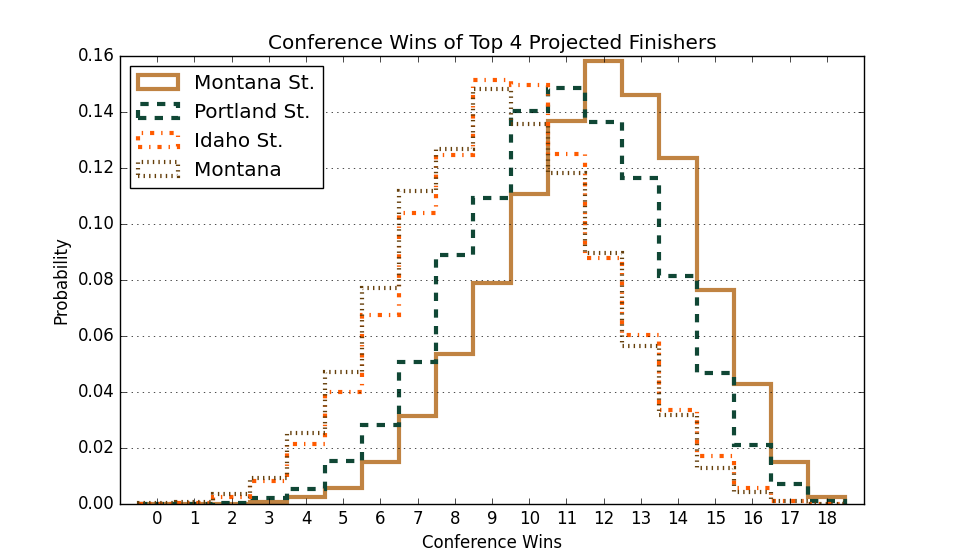 Conference Wins of Top 4 Projected Finishers
Montana St.
Portland St.
Idaho St.
Montana
0.16
0.14
0.12
0.10
0.08
0.06
0.04
0.02
0.00
Probability
0 1 2 3 4 5 6 7 8 9 10 11 12 13 14 15 16 17 18
Conference Wins